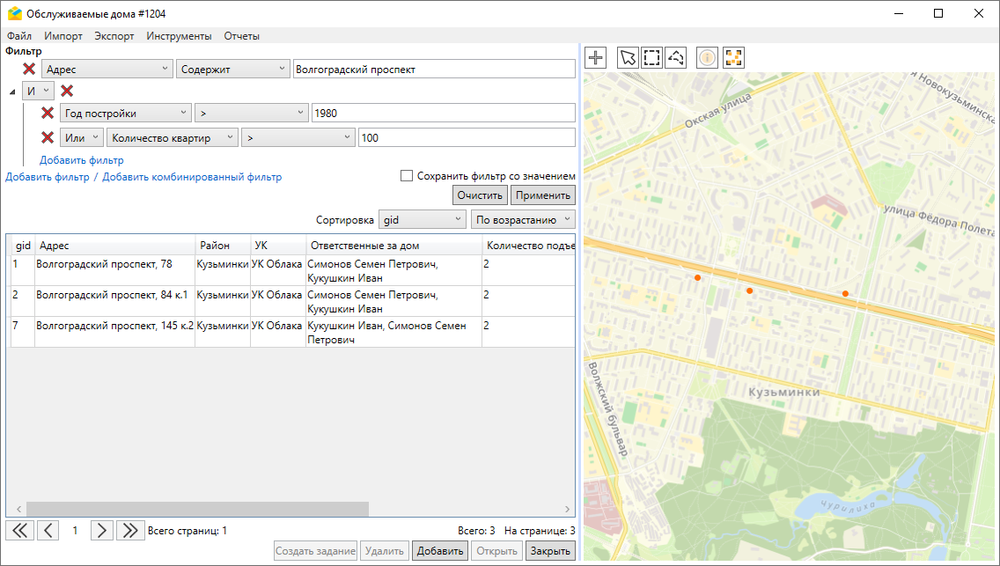 Обслуживаемые дома #1204
Файл Импорт Экспорт Инструменты Отчеты
Фильтр
Адрес Содержит Волгоградский проспект
И
Год постройки > 1980
Или Количество квартир > 100
Добавить фильтр
Добавить фильтр / Добавить комбинированный фильтр
Сохранить фильтр со значением
Очистить Применить
Сортировка gid По возрастанию
gid Адрес Район УК Ответственные за дом Количество подъе
1 Волгоградский проспект, 78 Кузьминки УК Облака Симонов Семен Петрович, 2
Кукушкин Иван
2 Волгоградский проспект, 84 к.1 Кузьминки УК Облака Симонов Семен Петрович, 2
Кукушкин Иван
7 Волгоградский проспект, 145 к.2 Кузьминки УК Облака Кукушкин Иван, Симонов Семен 2
Петрович
1 Всего страниц: 1 Всего: 3 На странице: 3
Создать задание Удалить Добавить Открыть Закрыть
Окская улица
я Новокузьминска
улица Фёдора Полета
Волжский бульвар
Кузьминки
Чурилиха